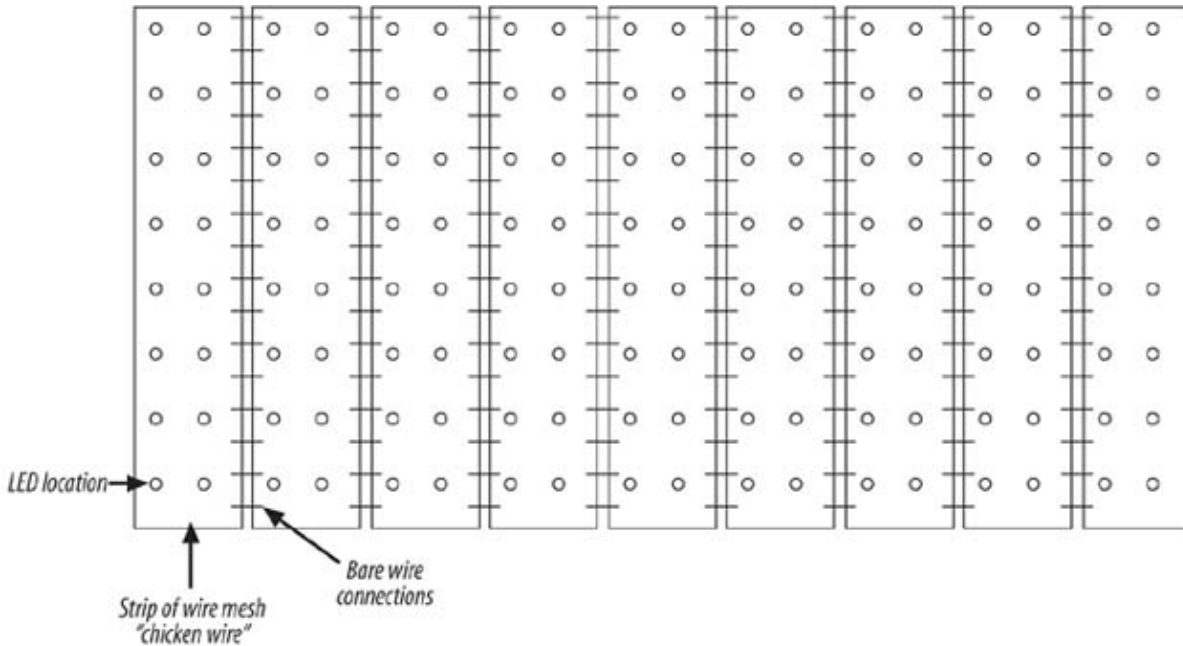 LED location
Bare wire
connections
Strip of wire mesh
"chicken wire"